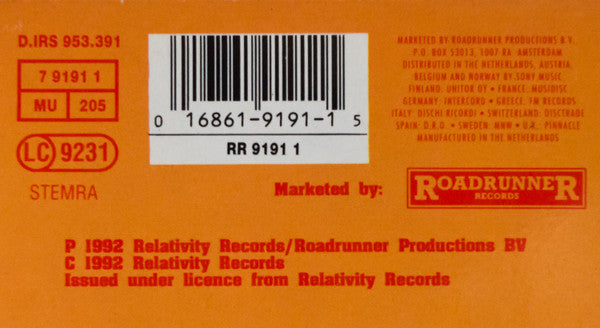 D.IRS 953.391
7 9191 1
MU 205
LC 9231
STEMRA
0 16861-9191-1 5
RR 9191 1
MARKETED BY ROADRUNNER PRODUCTIONS B.V.
P.O. BOX 53013, 1007 RA AMSTERDAM
DISTRIBUTED IN THE NETHERLANDS, AUSTRIA,
BELGIUM AND NORWAY BY SONY MUSIC
FINLAND: UNITOR OY • FRANCE: MUSIDISC
GERMANY: INTERCORD • GREECE: FM RECORDS
ITALY: DISCHI RICORDI • SWITZERLAND: DISCTRADE
SPAIN: D.R.O. • SWEDEN: MNW • U.K.: PINNACLE
MANUFACTURED IN THE NETHERLANDS
Marketed by:
ROADRUNNER
RECORDS
P 1992 Relativity Records/Roadrunner Productions BV
C 1992 Relativity Records
Issued under licence from Relativity Records